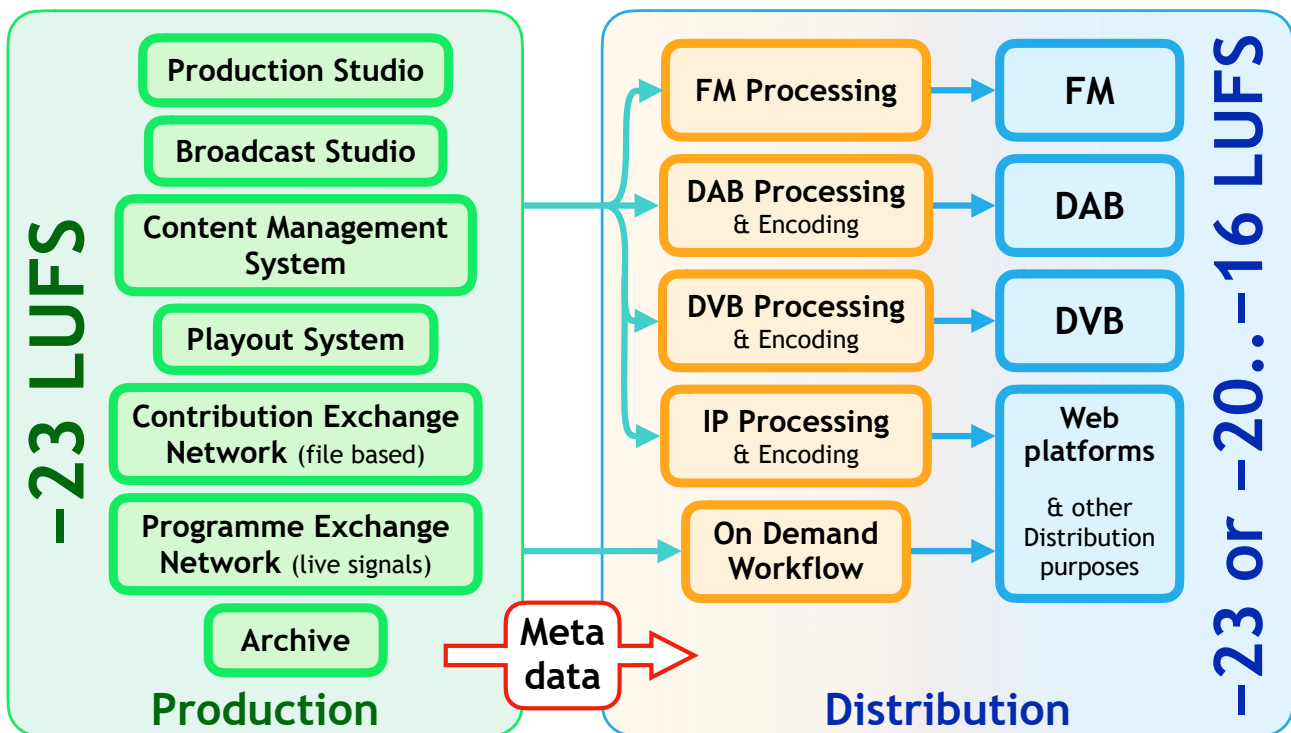 −23 LUFS
Production Studio
Broadcast Studio
Content Management
System
Playout System
Contribution Exchange
Network (file based)
Programme Exchange
Network (live signals)
Archive
Production
Meta
data
FM Processing
DAB Processing
& Encoding
DVB Processing
& Encoding
IP Processing
& Encoding
On Demand
Workflow
FM
DAB
DVB
Web
platforms
& other
Distribution
purposes
Distribution
−23 or −20..−16 LUFS